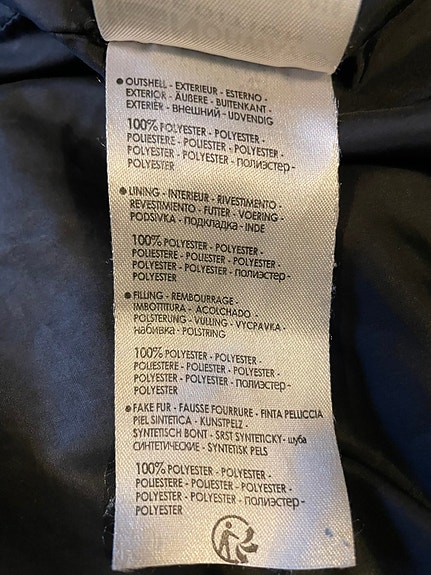 ● OUTSHELL - EXTERIEUR - ESTERNO -
EXTERIOR - ÄUßERE - BUITENKANT -
EXTERIÉR - ВНЕШНИЙ - UDVENDIG
100% POLYESTER - POLYESTER -
POLIESTERE - POLIESTER - POLYESTER -
POLYESTER - POLYESTER - ПОЛИЭСТЕР -
POLYESTER
● LINING - INTERIEUR - RIVESTIMENTO -
REVESTIMIENTO - FUTTER - VOERING -
PODSÍVKA - ПОДКЛАДКА - INDE
100% POLYESTER - POLYESTER -
POLIESTERE - POLIESTER - POLYESTER -
POLYESTER - POLYESTER - ПОЛИЭСТЕР -
POLYESTER
● FILLING - REMBOURRAGE -
IMBOTTITURA - ACOLCHADO -
POLSTERUNG - VULLING - VYCPAVKA -
НАБИВКА - POLSTRING
100% POLYESTER - POLYESTER -
POLIESTERE - POLIESTER - POLYESTER -
POLYESTER - POLYESTER - ПОЛИЭСТЕР -
POLYESTER
● FAKE FUR - FAUSSE FOURRURE - FINTA PELLICCIA
PIEL SINTETICA - KUNSTPELZ -
SYNTETISCH BONT - SRST SYNTETICKY - шуба
СИНТЕТИЧЕСКИЕ - SYNTETISK PELS
100% POLYESTER - POLYESTER -
POLIESTERE - POLIESTER - POLYESTER -
POLYESTER - POLYESTER - ПОЛИЭСТЕР -
POLYESTER